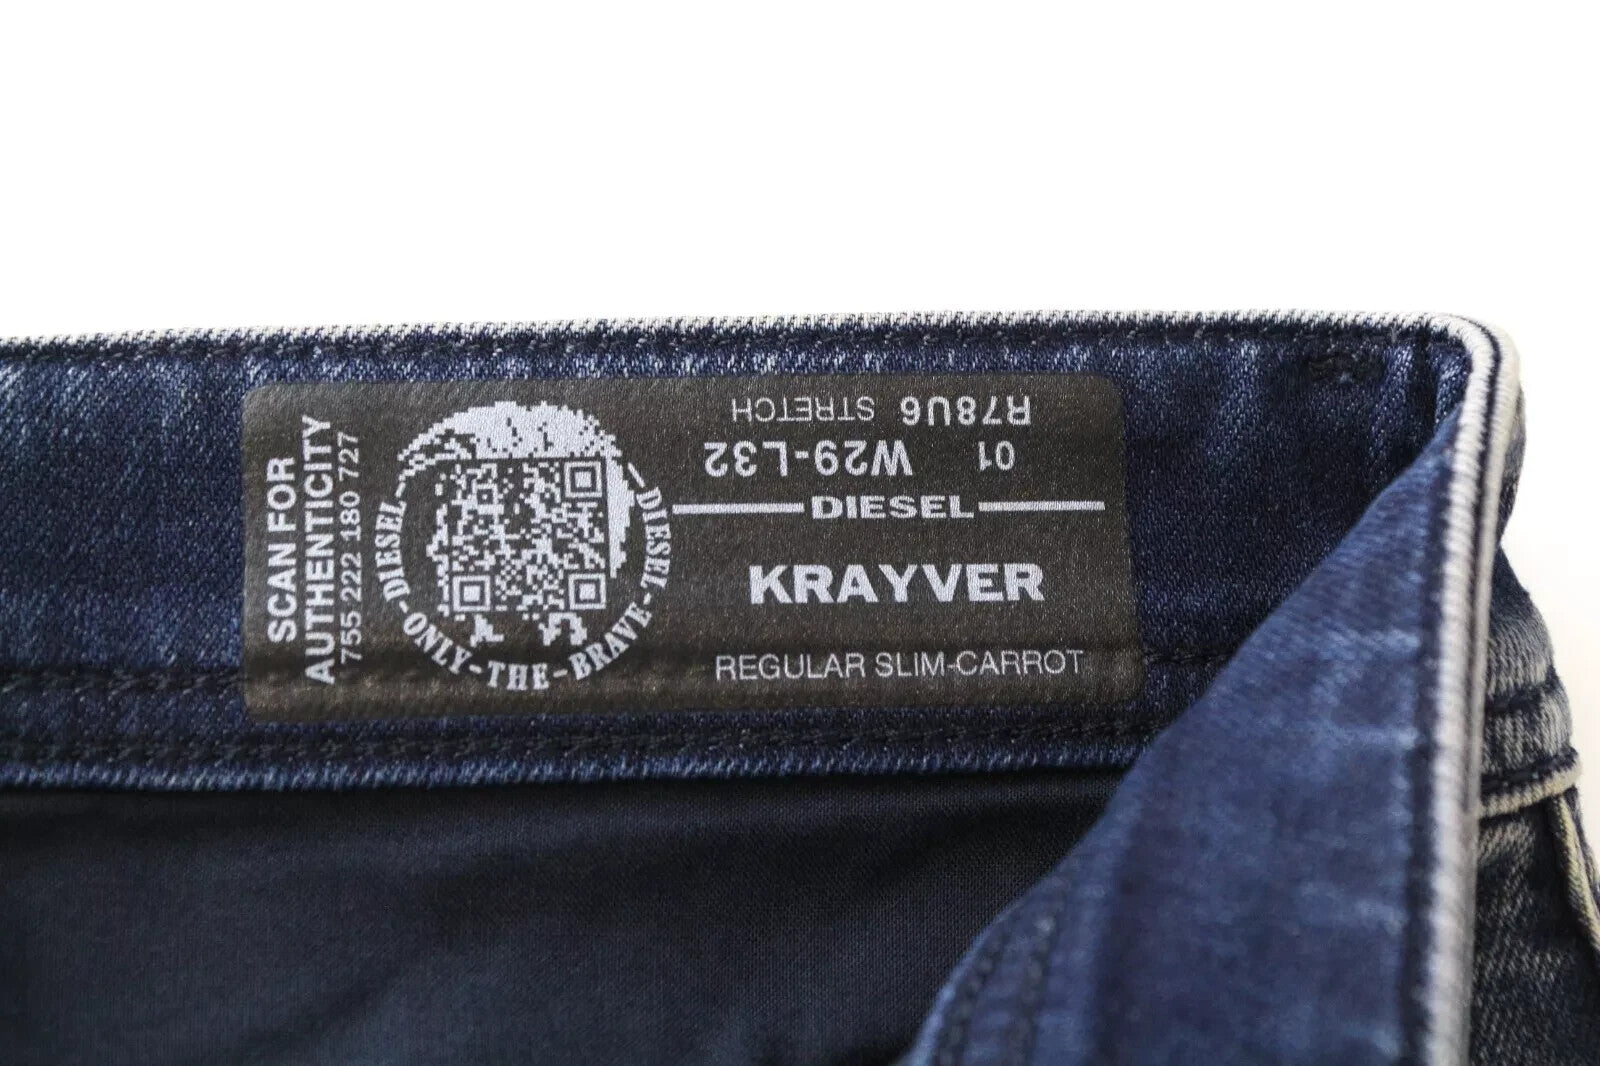 SCAN FOR
AUTHENTICITY
755 222 180 727
DIESEL-ONLY-THE-BRAVE-DIESEL
R78U6 STRETCH
01 W29-L32
DIESEL
KRAYVER
REGULAR SLIM-CARROT